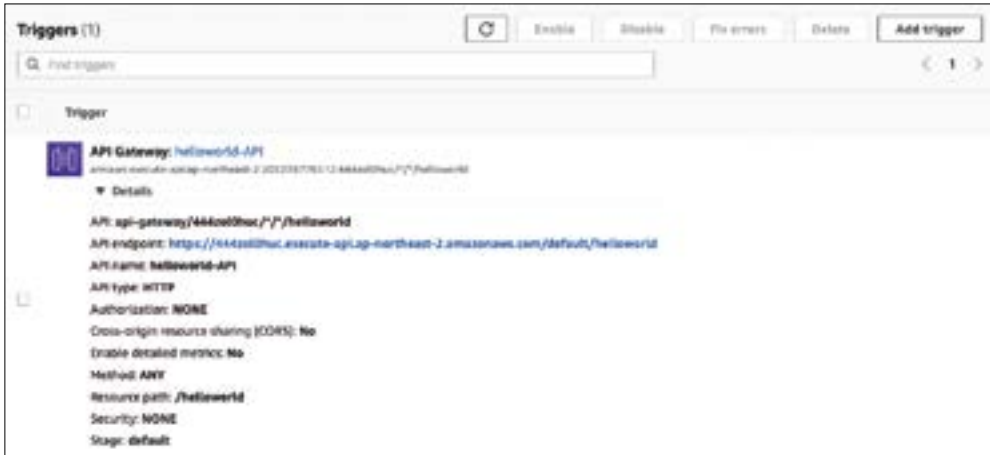 Triggers (1) Enable Disable Fix errors Delete Add trigger
Find triggers 1
Trigger
API Gateway: helloworld-API
▼ Details
API: api-gateway/ /*/*/helloworld
API endpoint: .execute-api.ap-northeast-2.amazonaws.com/default/helloworld
API name: helloworld-API
API type: HTTP
Authorization: NONE
Cross-origin resource sharing (CORS): No
Enable detailed metrics: No
Method: ANY
Resource path: /helloworld
Security: NONE
Stage: default